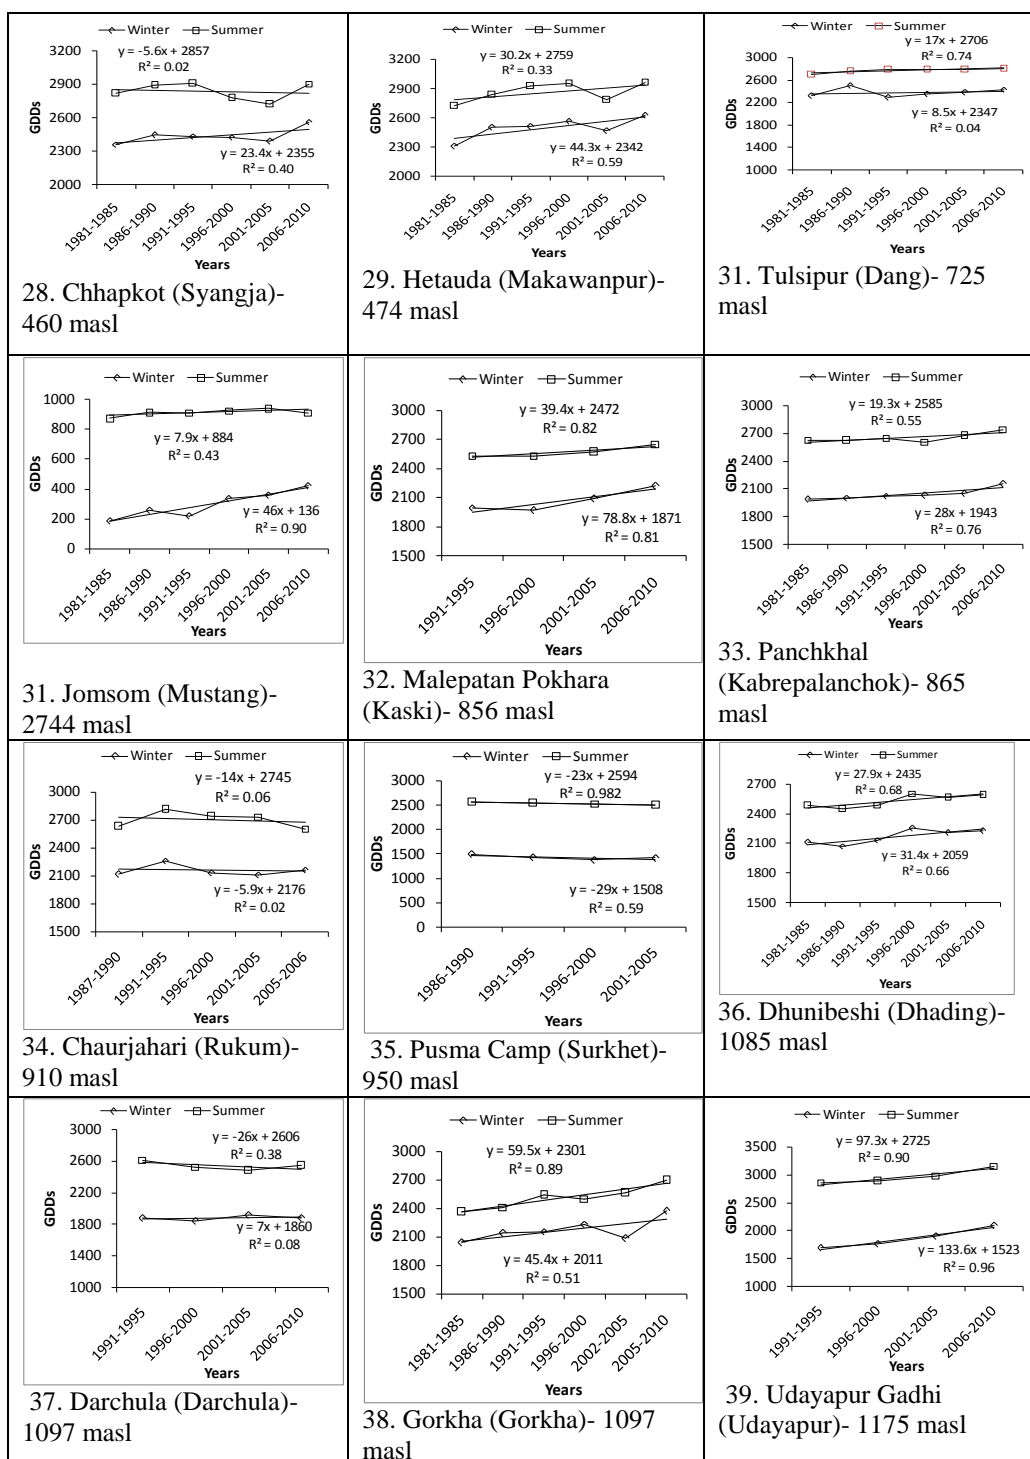 Winter Summer
y = -5.6x + 2857
R² = 0.02
3200
2900
2600
2300
2000
GDDs
y = 23.4x + 2355
R² = 0.40
1981-1985
1986-1990
1991-1995
1996-2000
2001-2005
2006-2010
Years
28. Chhapkot (Syangja)-
460 masl
Winter Summer
30.2x + 2759
R² = 0.33
3200
2900
2600
2300
2000
GDDs
y = 44.3x + 2342
R² = 0.59
1981-1985
1986-1990
1991-1995
1996-2000
2001-2005
2006-2010
Years
29. Hetauda (Makawanpur)-
474 masl
Winter Summer
y = 17x + 2706
R² = 0.74
3000
2600
2200
1800
1400
1000
GDDs
y = 8.5x + 2347
R² = 0.04
1981-1985
1986-1990
1991-1995
1996-2000
2001-2005
2006-2010
Years
31. Tulsipur (Dang)- 725
masl
Winter Summer
1000
800
600
400
200
0
GDDs
y = 7.9x + 884
R² = 0.43
y = 46x + 136
R² = 0.90
1981-1985
1986-1990
1991-1995
1996-2000
2001-2005
2006-2010
Years
31. Jomsom (Mustang)-
2744 masl
Winter Summer
3000
2700
2400
2100
1800
1500
GDDs
y = 39.4x + 2472
R² = 0.82
y = 78.8x + 1871
R² = 0.81
1991-1995
1996-2000
2001-2005
2006-2010
Years
32. Malepatan Pokhara
(Kaski)- 856 masl
Winter Summer
3000
2700
2400
2100
1800
1500
GDDs
y = 19.3x + 2585
R² = 0.55
y = 28x + 1943
R² = 0.76
1981-1985
1986-1990
1991-1995
1996-2000
2001-2005
2006-2010
Years
33. Panchkhal
(Kabrepalanchok)- 865
masl
Winter Summer
y = -14x + 2745
R² = 0.06
3000
2700
2400
2100
1800
1500
GDDs
y = -5.9x + 2176
R² = 0.02
1987-1990
1991-1995
1996-2000
2001-2005
2005-2006
Years
34. Chaurjahari (Rukum)-
910 masl
Winter Summer
y = -23x + 2594
R² = 0.982
3000
2500
2000
1500
1000
500
0
GDDs
y = -29x + 1508
R² = 0.59
1986-1990
1991-1995
1996-2000
2001-2005
Years
35. Pusma Camp (Surkhet)-
950 masl
Winter Summer
y = 27.9x + 2435
R² = 0.68
2700
2400
2100
1800
1500
GDDs
y = 31.4x + 2059
R² = 0.66
1981-1985
1986-1990
1991-1995
1996-2000
2001-2005
2006-2010
Years
36. Dhunibeshi (Dhading)-
1085 masl
Winter Summer
y = -26x + 2606
R² = 0.38
3000
2600
2200
1800
1400
1000
GDDs
y = 7x + 1860
R² = 0.08
1991-1995
1996-2000
2001-2005
2006-2010
Years
37. Darchula (Darchula)-
1097 masl
Winter Summer
y = 59.5x + 2301
R² = 0.89
3000
2700
2400
2100
1800
1500
GDDs
y = 45.4x + 2011
R² = 0.51
1981-1985
1986-1990
1991-1995
1996-2000
2002-2005
2005-2010
Years
38. Gorkha (Gorkha)- 1097
masl
Winter Summer
y = 97.3x + 2725
R² = 0.90
3500
3000
2500
2000
1500
1000
GDDs
y = 133.6x + 1523
R² = 0.96
1991-1995
1996-2000
2001-2005
2006-2010
Years
39. Udayapur Gadhi
(Udayapur)- 1175 masl